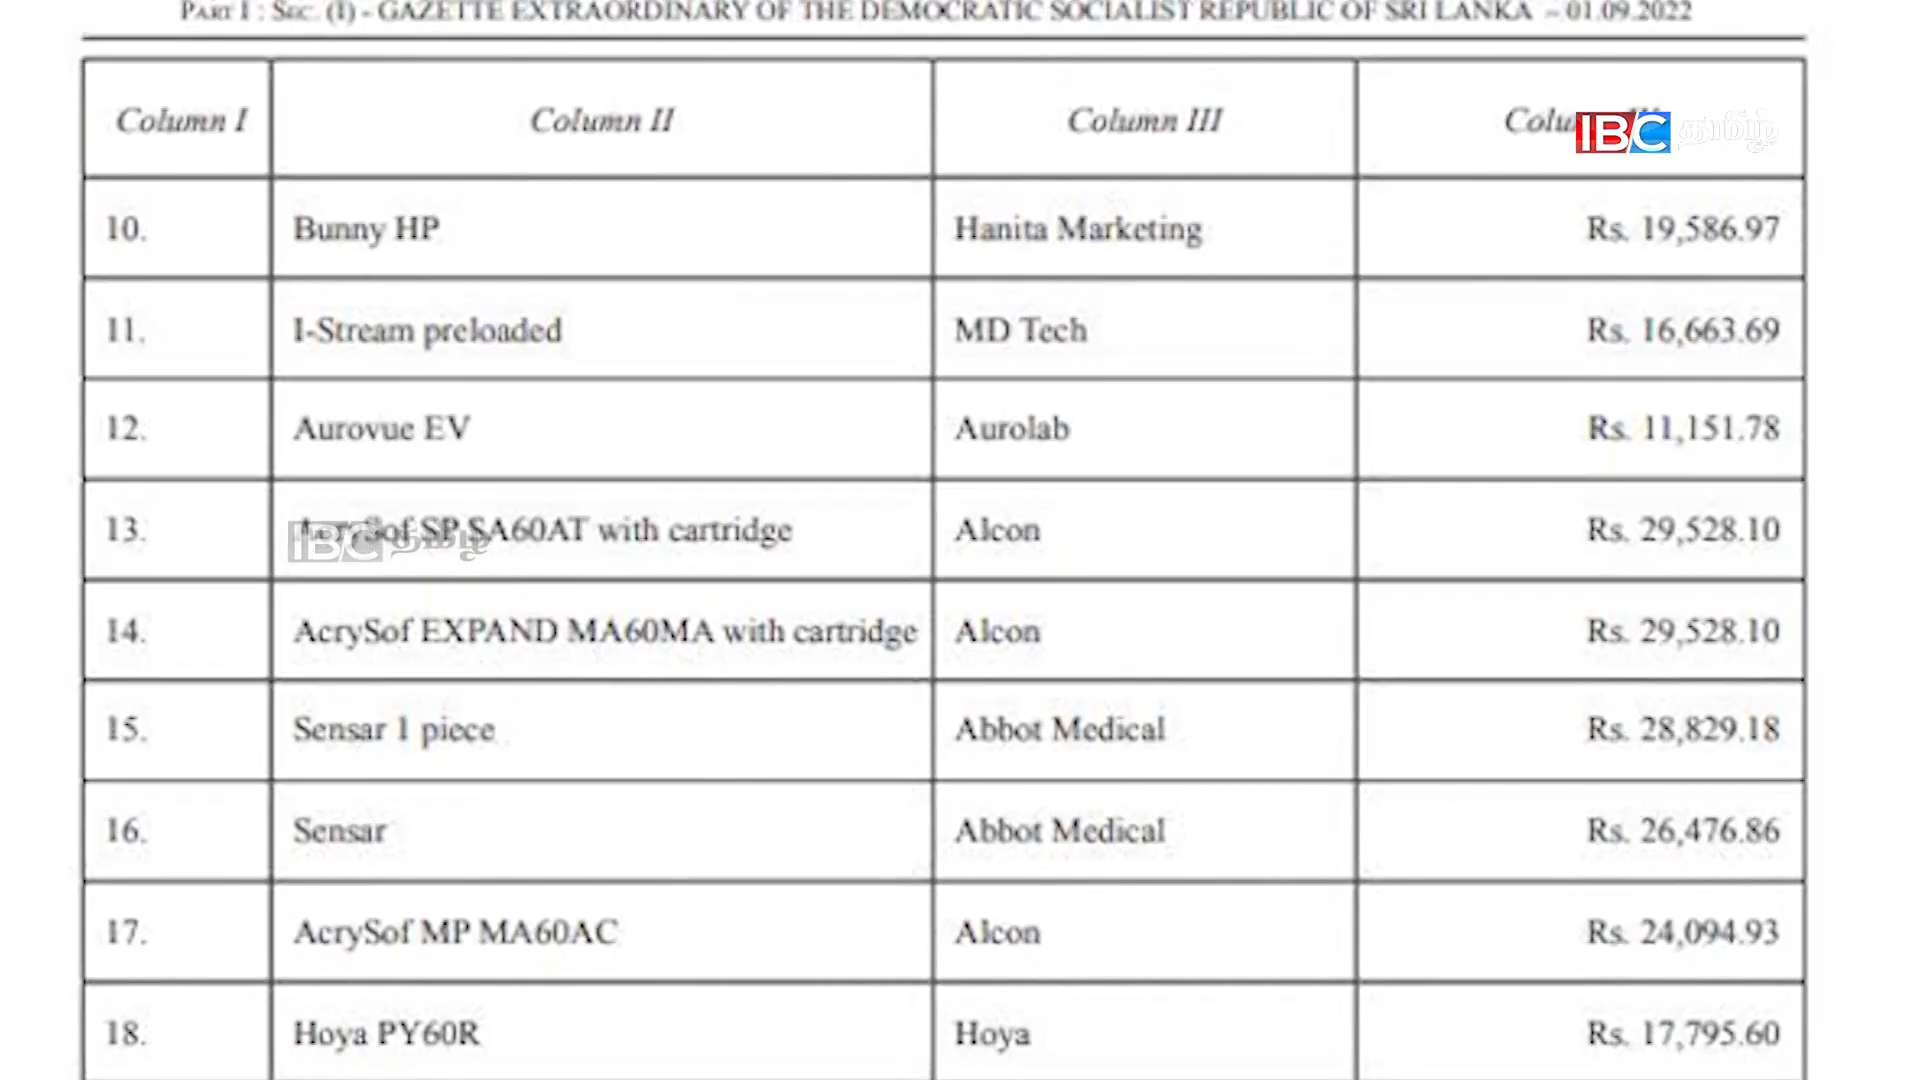 PART I : SEC. (I) - GAZETTE EXTRAORDINARY OF THE DEMOCRATIC SOCIALIST REPUBLIC OF SRI LANKA – 01.09.2022
Column I Column II Column III
IBC தமிழ்
10. Bunny HP Hanita Marketing Rs. 19,586.97
11. I-Stream preloaded MD Tech Rs. 16,663.69
12. Aurovue EV Aurolab Rs. 11,151.78
13. AcrySof SP SA60AT with cartridge Alcon Rs. 29,528.10
IBC தமிழ்
14. AcrySof EXPAND MA60MA with cartridge Alcon Rs. 29,528.10
15. Sensar 1 piece Abbot Medical Rs. 28,829.18
16. Sensar Abbot Medical Rs. 26,476.86
17. AcrySof MP MA60AC Alcon Rs. 24,094.93
18. Hoya PY60R Hoya Rs. 17,795.60